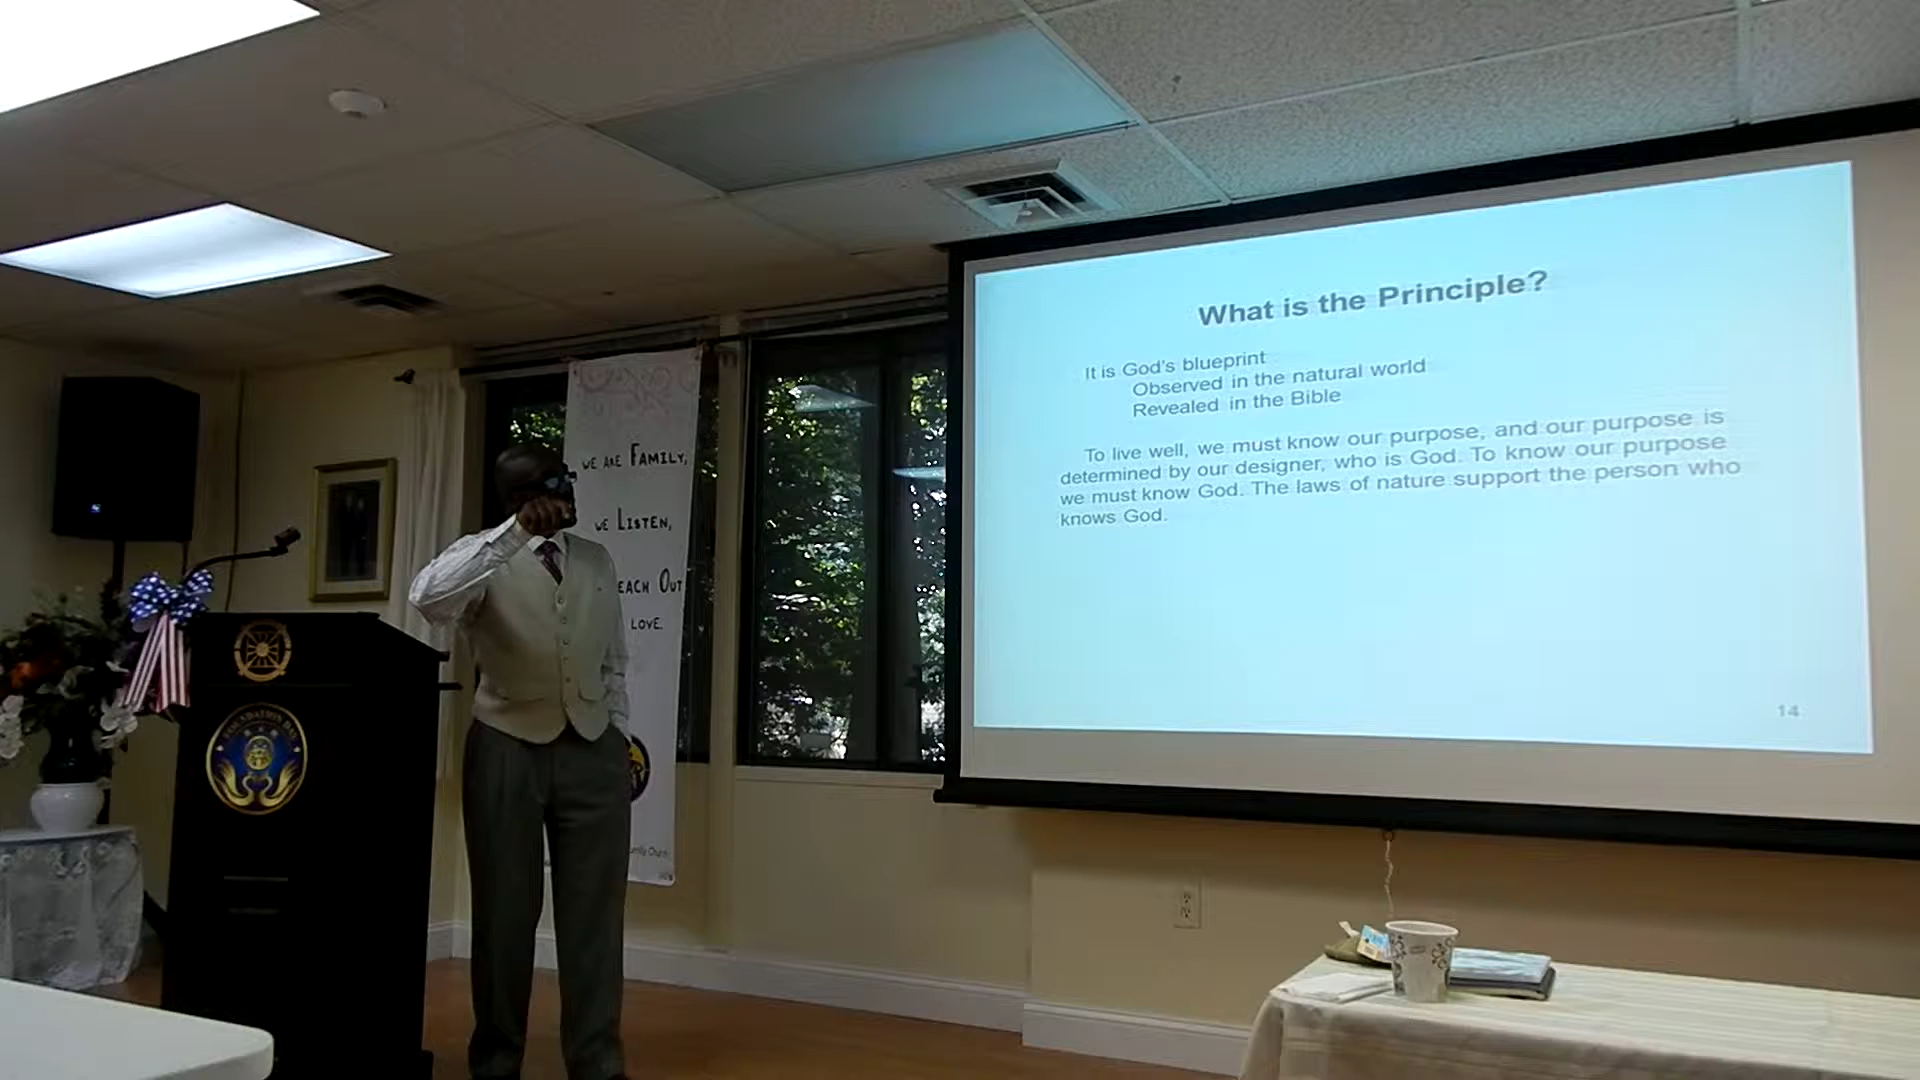 What is the Principle?
It is God's blueprint
Observed in the natural world
Revealed in the Bible
To live well, we must know our purpose, and our purpose is
determined by our designer, who is God. To know our purpose
we must know God. The laws of nature support the person who
knows God.
14
WE ARE FAMILY,
WE LISTEN,
EACH OUT
LOVE.
FOUNDATION DAY